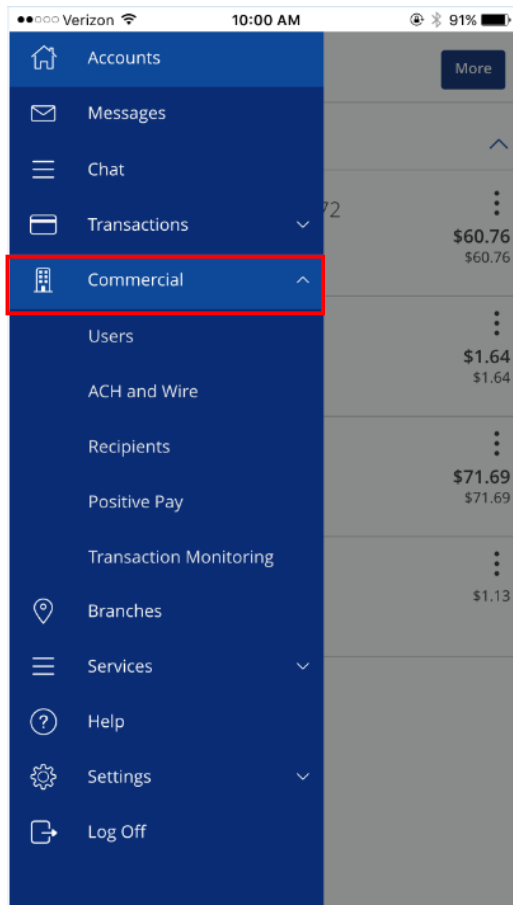 Verizon 10:00 AM 91%
Accounts
More
Messages
Chat
72
Transactions
$60.76
$60.76
Commercial
Users
$1.64
$1.64
ACH and Wire
Recipients
$71.69
$71.69
Positive Pay
Transaction Monitoring
$1.13
Branches
Services
Help
Settings
Log Off